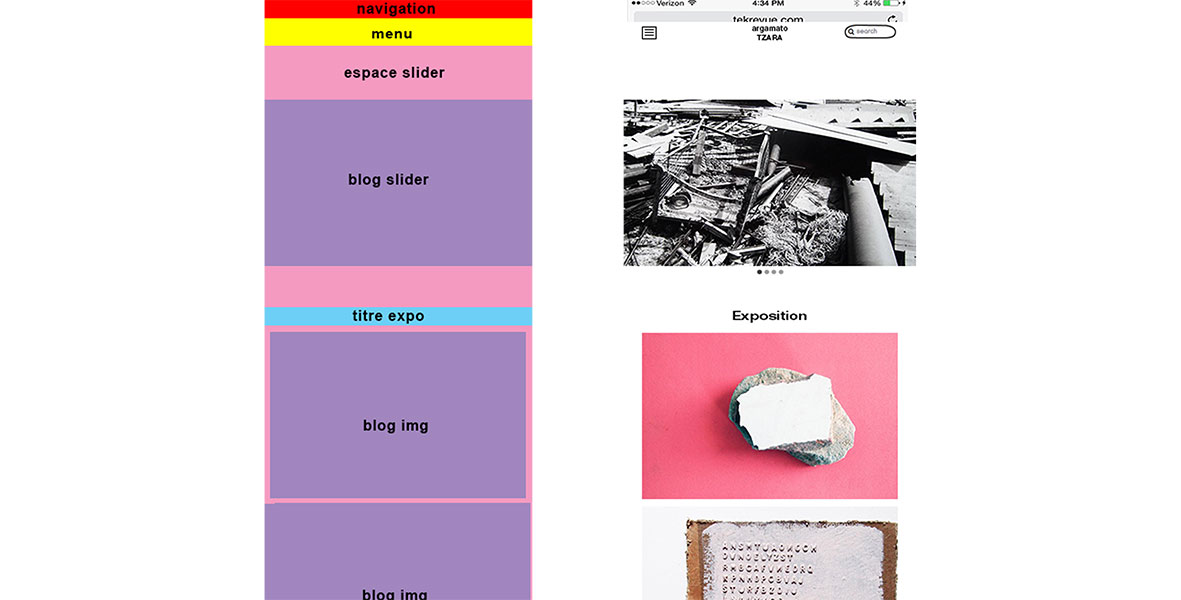 navigation
menu
espace slider
blog slider
titre expo
blog img
blog img
Verizon
4:34 PM
44%
tekrevue.com
argamato
TZARA
search
Exposition